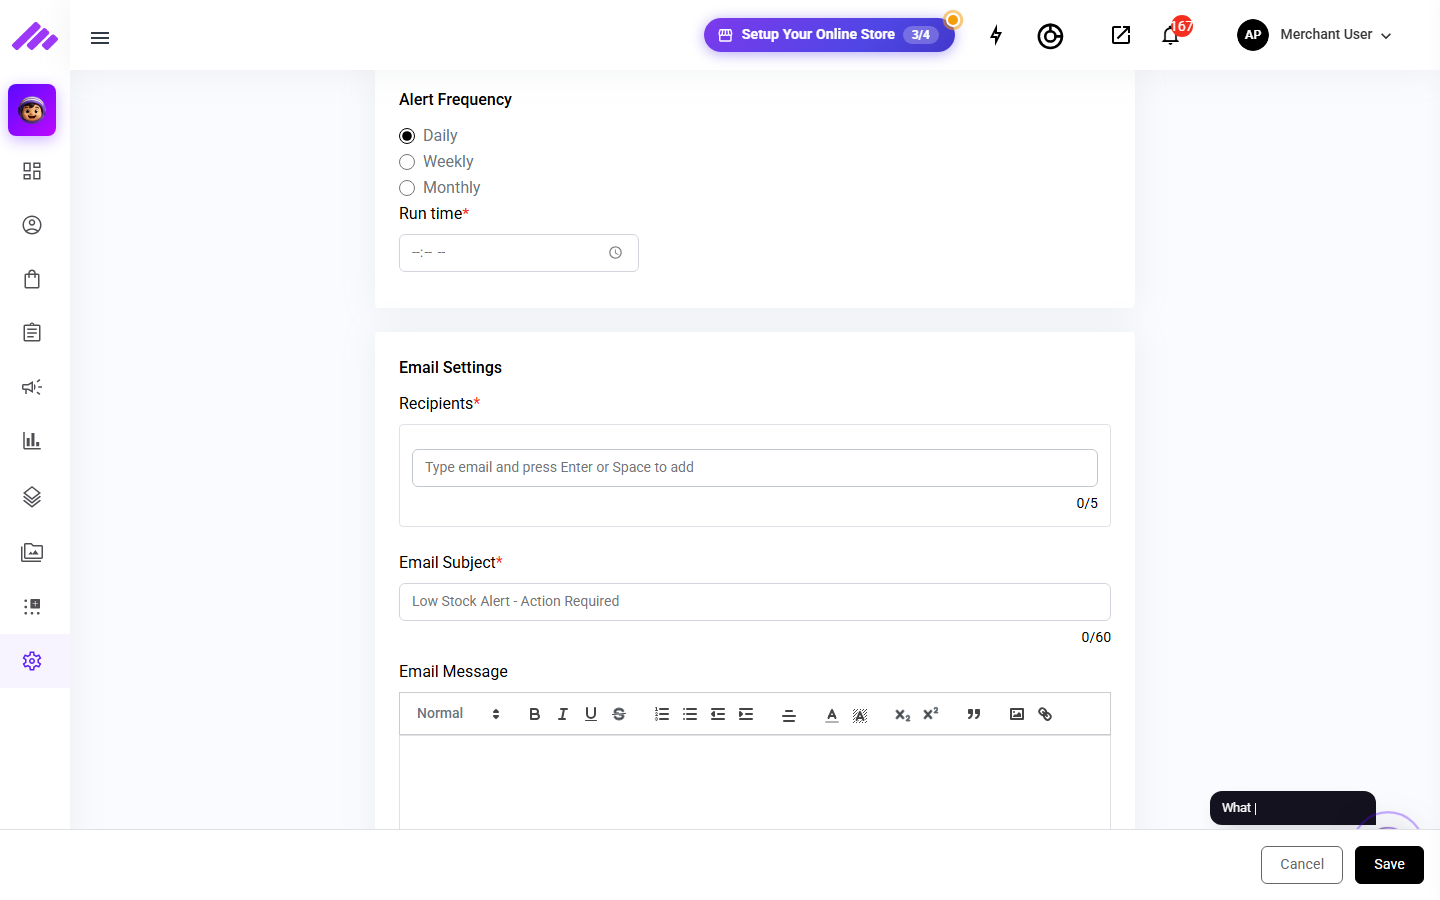 Setup Your Online Store 3/4
167
AP Merchant User
Alert Frequency
Daily
Weekly
Monthly
Run time*
--:-- --
Email Settings
Recipients*
Type email and press Enter or Space to add
0/5
Email Subject*
Low Stock Alert - Action Required
0/60
Email Message
Normal
What |
Cancel Save